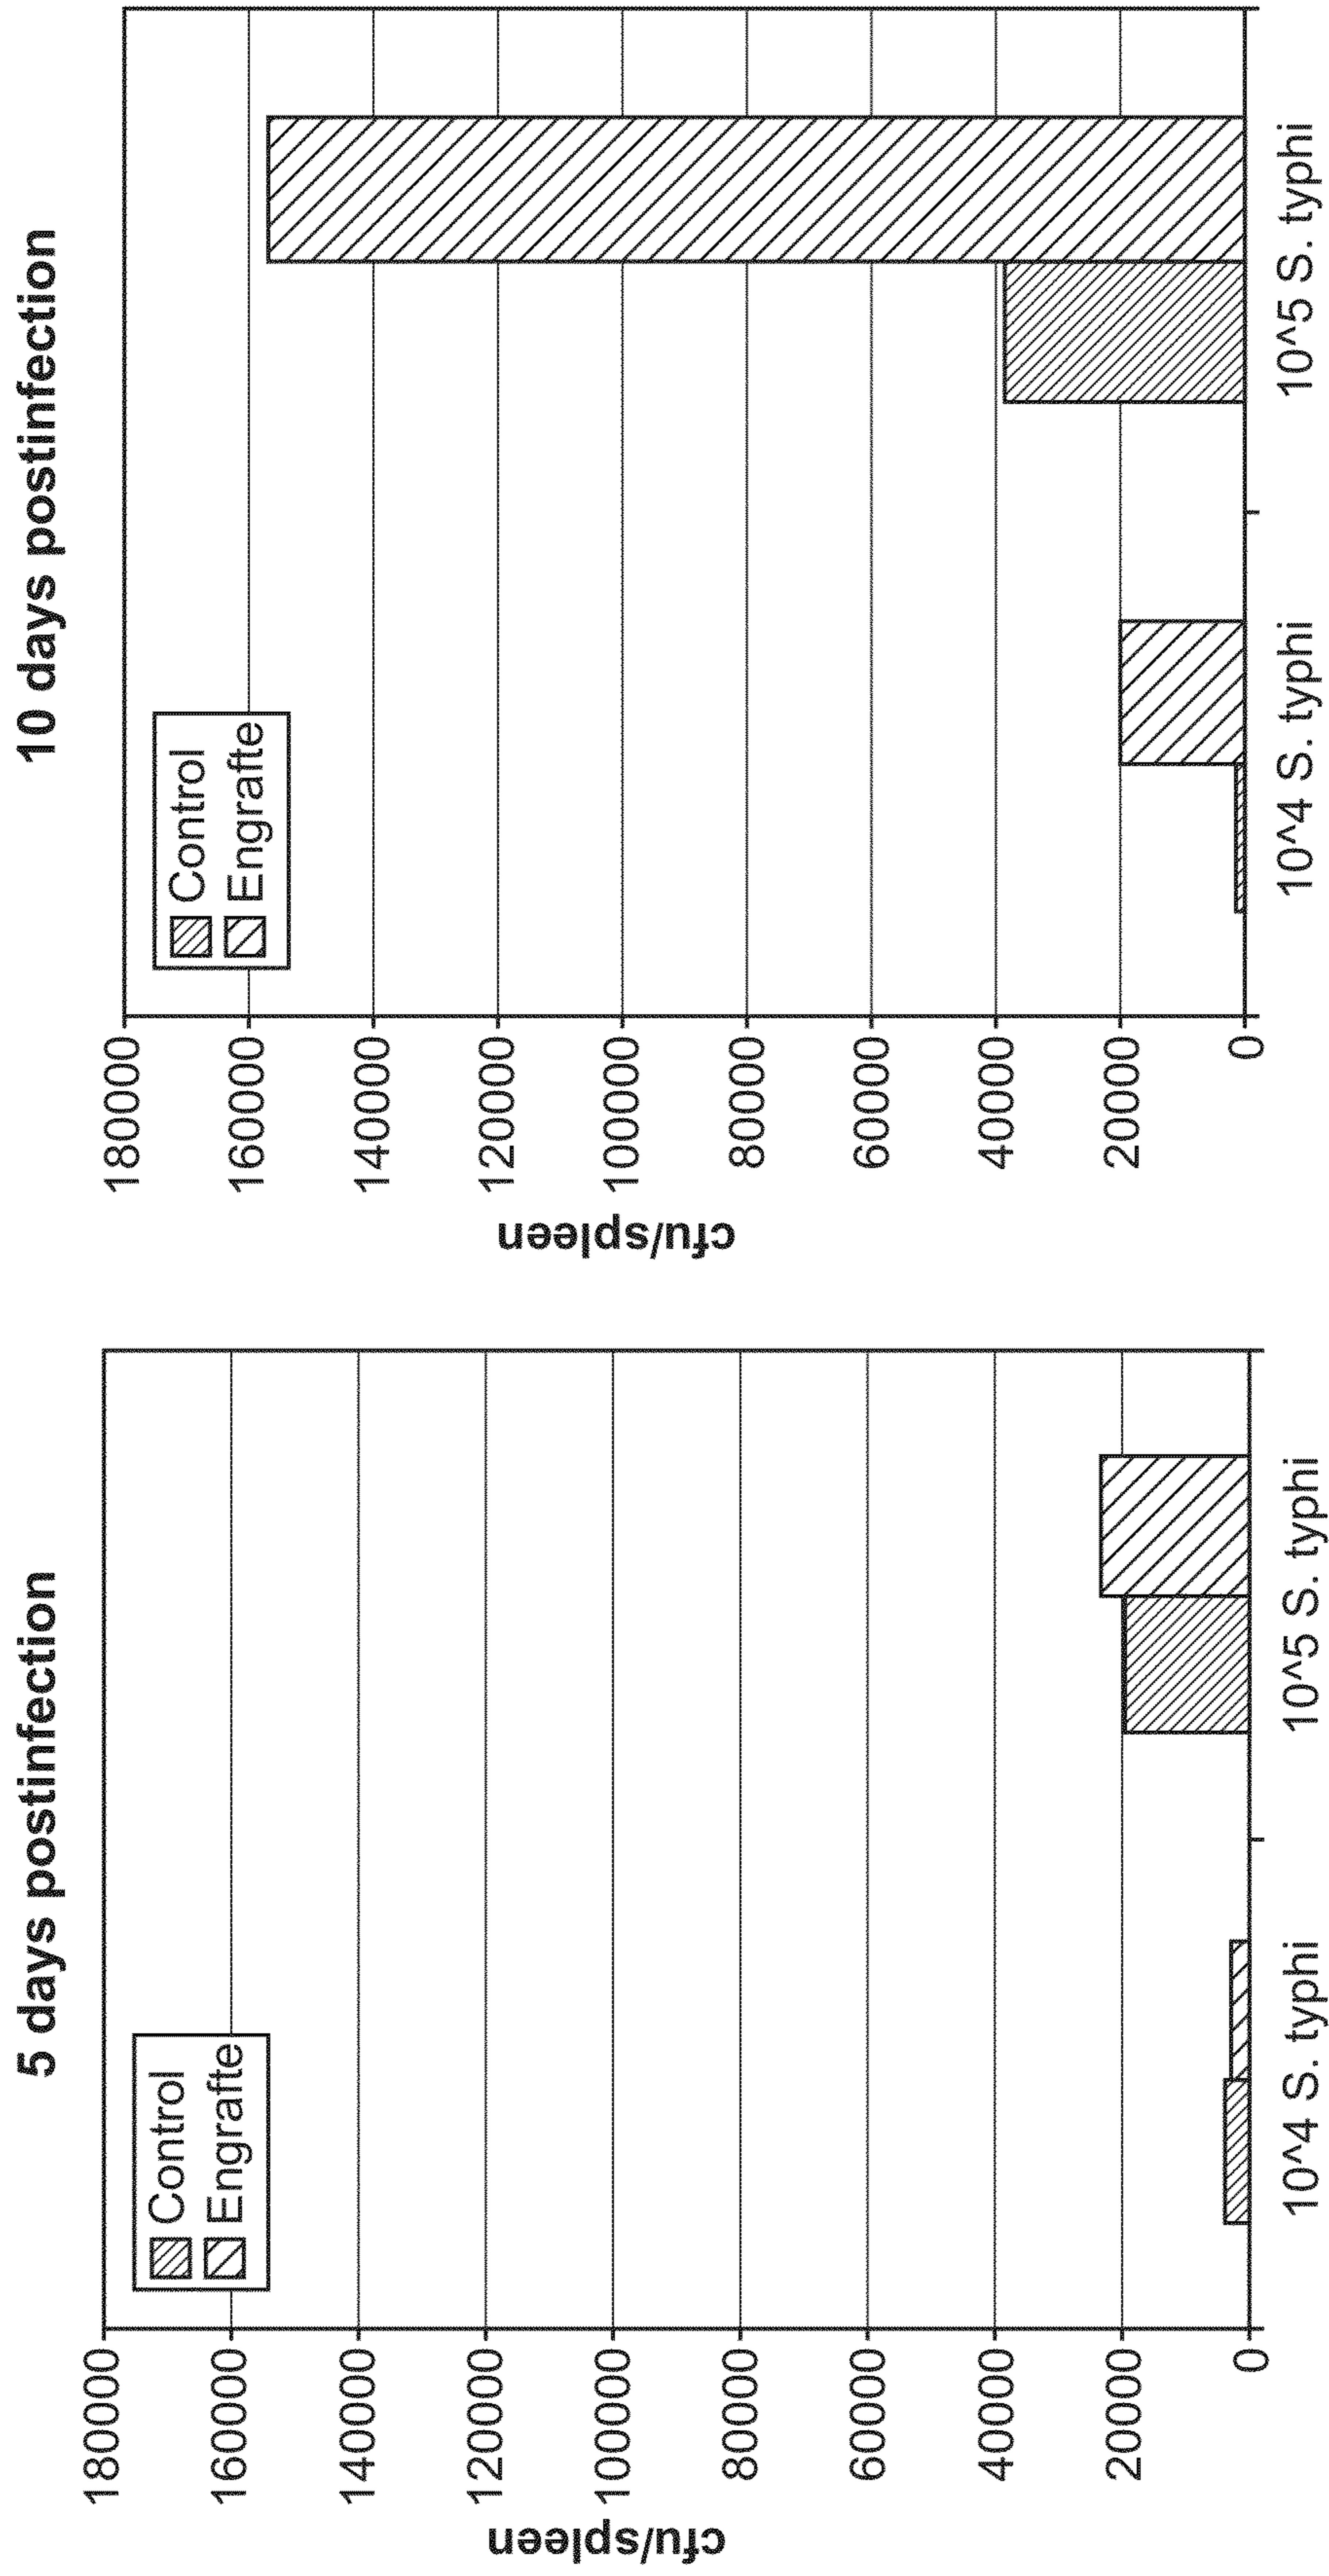 5 days postinfection
cfu/spleen
180000
160000
140000
120000
100000
80000
60000
40000
20000
0
Control
Engrafte
10^4 S. typhi
10^5 S. typhi
10 days postinfection
cfu/spleen
180000
160000
140000
120000
100000
80000
60000
40000
20000
0
Control
Engrafte
10^4 S. typhi
10^5 S. typhi